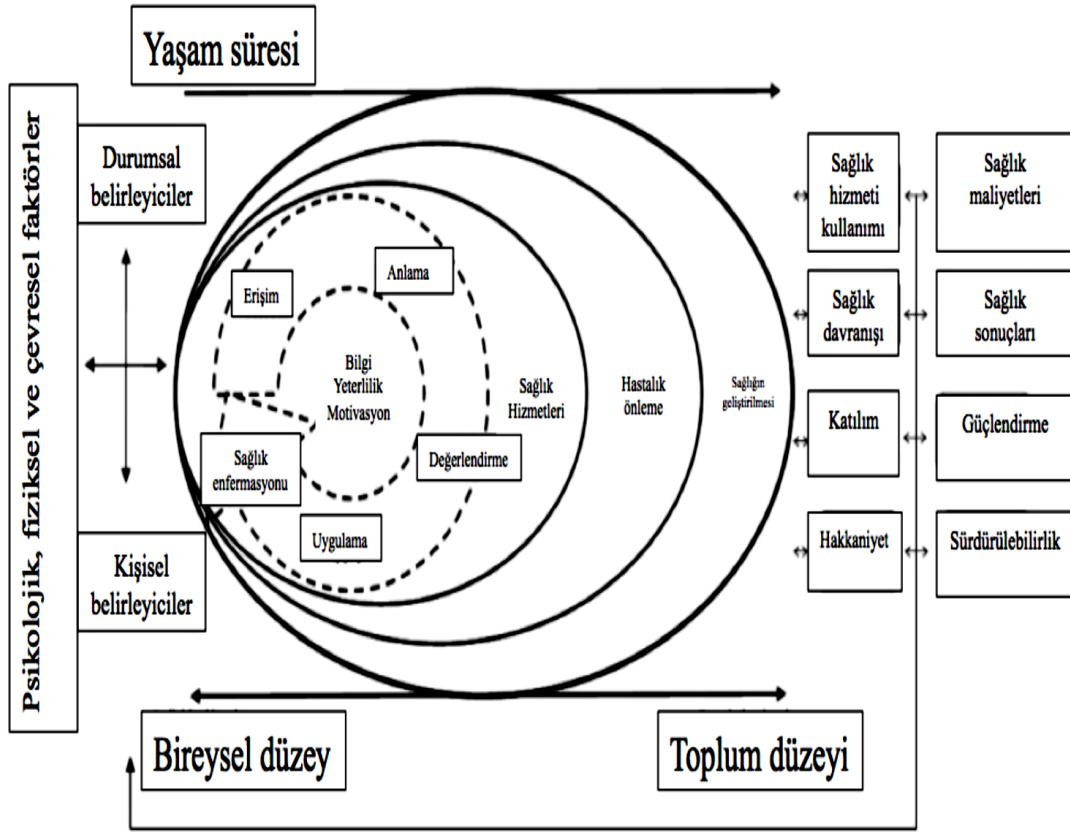 Yaşam süresi
Psikolojik, fiziksel ve çevresel faktörler
Durumsal
belirleyiciler
Kişisel
belirleyiciler
Erişim
Anlama
Bilgi
Yeterlilik
Motivasyon
Sağlık
enfermasyonu
Değerlendirme
Uygulama
Sağlık
Hizmetleri
Hastalık
önleme
Sağlığın
geliştirilmesi
Sağlık
hizmeti
kullanımı
Sağlık
maliyetleri
Sağlık
davranışı
Sağlık
sonuçları
Katılım
Güçlendirme
Hakkaniyet
Sürdürülebilirlik
Bireysel düzey
Toplum düzeyi